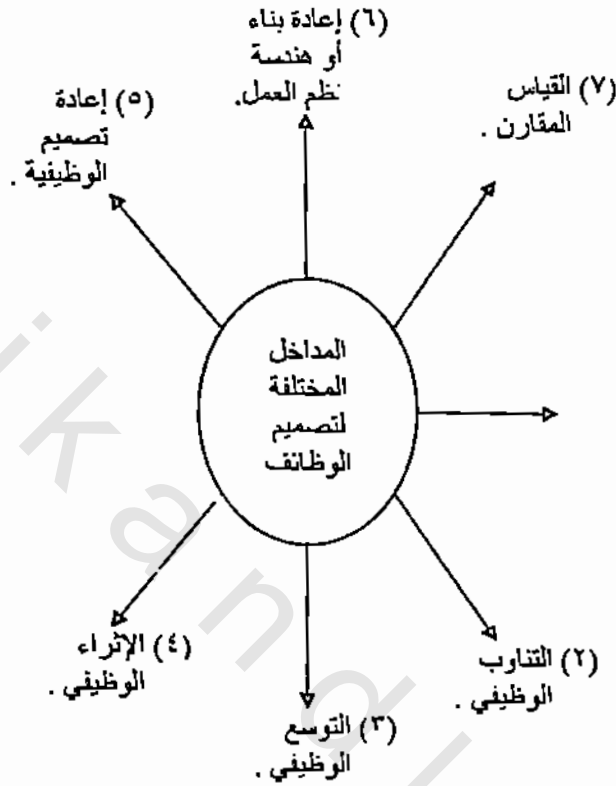 (٦) إعادة بناء
أو هندسة
نظم العمل.
(٧) القياس
المقارن .
(٥) إعادة
تصميم
الوظيفية .
المداخل
المختلفة
لتصميم
الوظائف
(٢) التناوب
الوظيفي .
(٣) التوسع
الوظيفي .
(٤) الإثراء
الوظيفي .
i k a n d